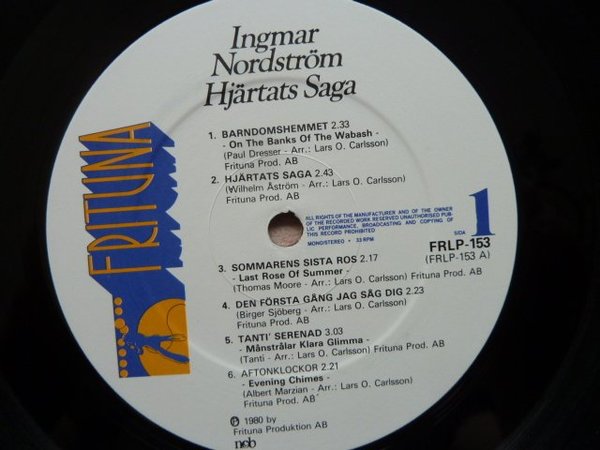 Ingmar
Nordström
Hjärtats Saga
FRITUNA
1. BARNDOMSHEMMET 2.33
- On The Banks Of The Wabash -
(Paul Dresser - Arr.: Lars O. Carlsson)
Frituna Prod. AB
2. HJÄRTATS SAGA 2.43
(Wilhelm Åström - Arr.: Lars O. Carlsson)
Frituna Prod. AB
ALL RIGHTS OF THE MANUFACTURER AND OF THE OWNER
OF THE RECORDED WORK RESERVED UNAUTHORISED PUB-
LIC PERFORMANCE, BROADCASTING AND COPYING OF
THIS RECORD PROHIBITED
MONO/STEREO • 33 RPM
SIDA 1
FRLP-153
(FRLP-153 A)
3. SOMMARENS SISTA ROS 2.17
- Last Rose Of Summer -
(Thomas Moore - Arr.: Lars O. Carlsson) Frituna Prod. AB
4. DEN FÖRSTA GÅNG JAG SÅG DIG 2.23
(Birger Sjöberg - Arr.: Lars O. Carlsson)
Frituna Prod. AB
5. TANTI' SERENAD 3.03
- Månstrålar Klara Glimma -
(Tanti - Arr.: Lars O. Carlsson) Frituna Prod. AB
6. AFTONKLOCKOR 2.21
- Evening Chimes -
(Albert Marzian - Arr.: Lars O. Carlsson)
Frituna Prod. AB
℗ 1980 by
Frituna Produktion AB
ncb